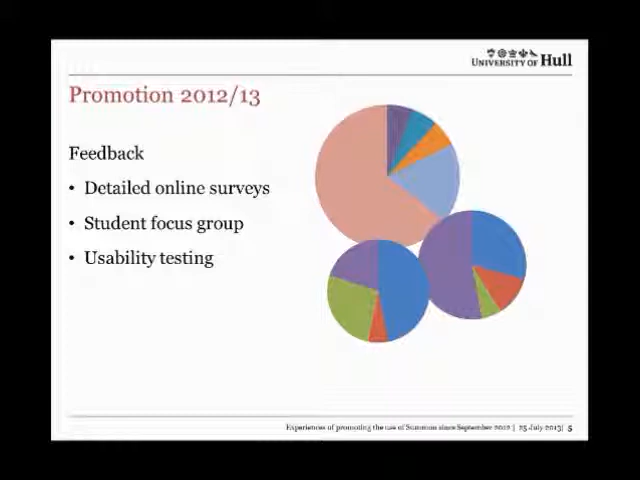 UNIVERSITY OF Hull
Promotion 2012/13
Feedback
• Detailed online surveys
• Student focus group
• Usability testing
Experiences of promoting the use of Summon since September 2012 | 25 July 2013| 5